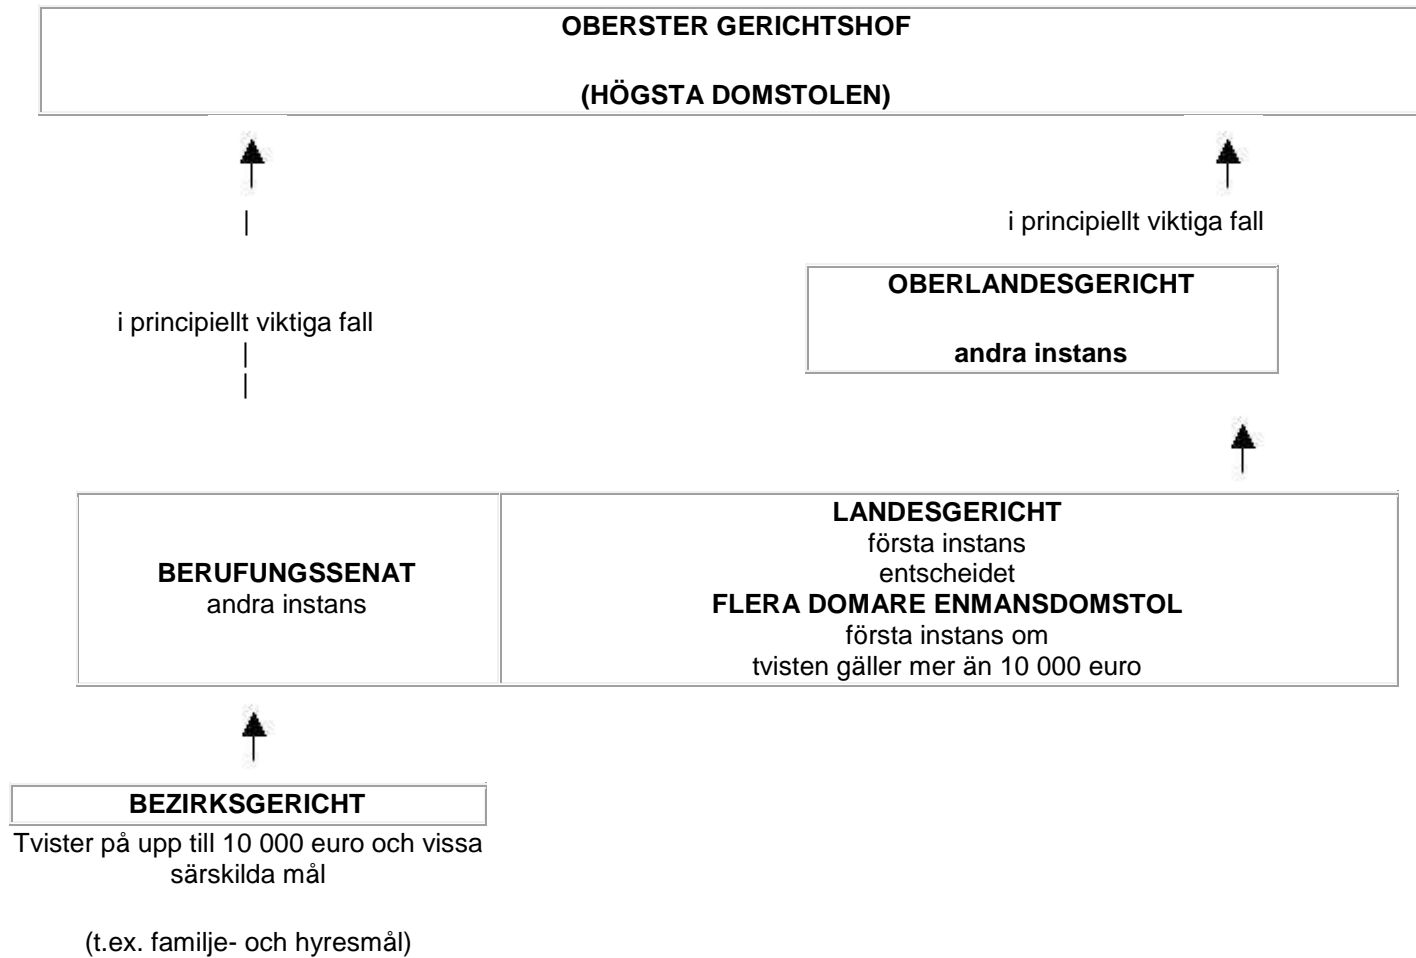 OBERSTER GERICHTSHOF
(HÖGSTA DOMSTOLEN)
|
i principiellt viktiga fall
OBERLANDESGERICHT
andra instans
i principiellt viktiga fall
|
|
BERUFUNGSSENAT
andra instans
LANDESGERICHT
första instans
entscheidet
FLERA DOMARE ENMANSDOMSTOL
första instans om
tvisten gäller mer än 10 000 euro
BEZIRKSGERICHT
Tvister på upp till 10 000 euro och vissa
särskilda mål
(t.ex. familje- och hyresmål)